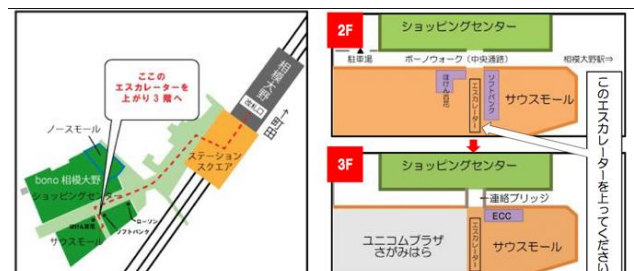 ここの
エスカレーターを
上がり3階へ
相模大野
改札口
→町田
ステーション
スクエア
ノースモール
bono 相模大野
ショッピングセンター
ほけん百花
ローソン
ソフトバンク
サウスモール
2F
ショッピングセンター
駐車場
ボーノウォーク(中央通路)
相模大野駅⇒
ほけん百花
エスカレーター
ソフトバンク
サウスモール
このエスカレーターを上ってください
3F
ショッピングセンター
←連絡ブリッジ
ECC
ユニコムプラザ
さがみはら
エスカレーター
サウスモール